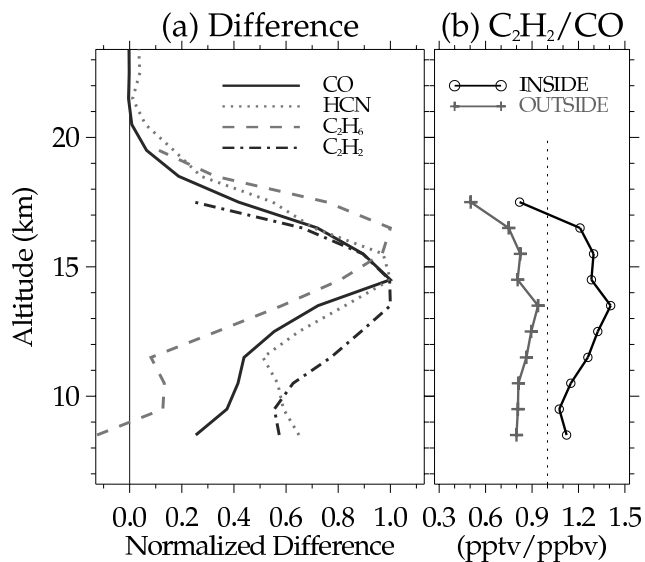 (a) Difference
(b) C₂H₂/CO
CO
HCN
C₂H₆
C₂H₂
INSIDE
OUTSIDE
20
15
10
Altitude (km)
0.0 0.2 0.4 0.6 0.8 1.0
0.3 0.6 0.9 1.2 1.5
Normalized Difference
(pptv/ppbv)